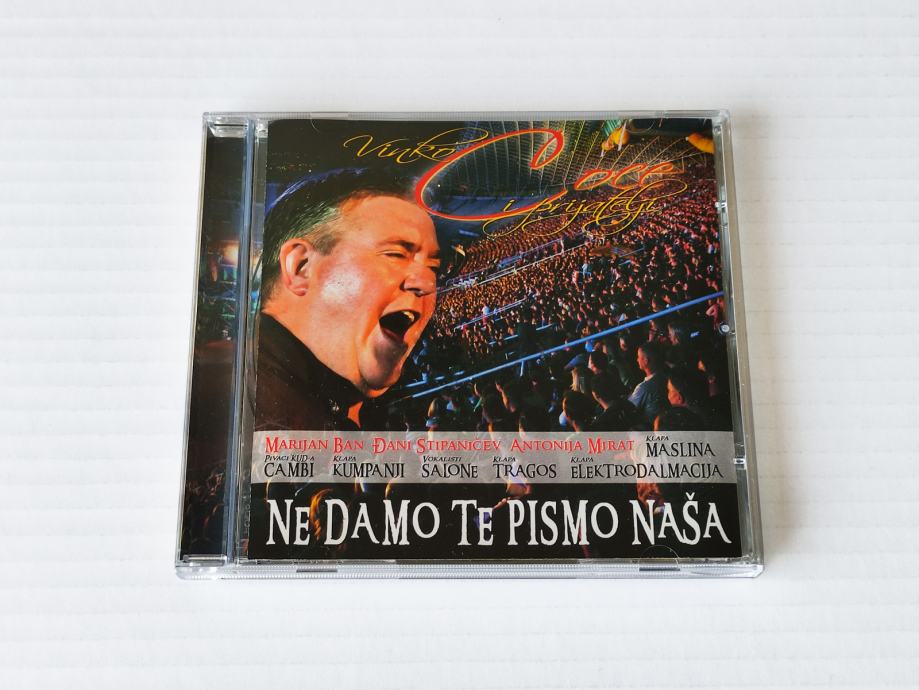 Vinko Coce
i prijatelji
Marijan Ban Đani Stipaničev Antonija Mirat Klapa Maslina
Pivači KUD-a Cambi Klapa Kumpanji Vokalisti Salone Klapa Tragos Klapa Elektrodalmacija
Ne Damo Te Pismo Naša